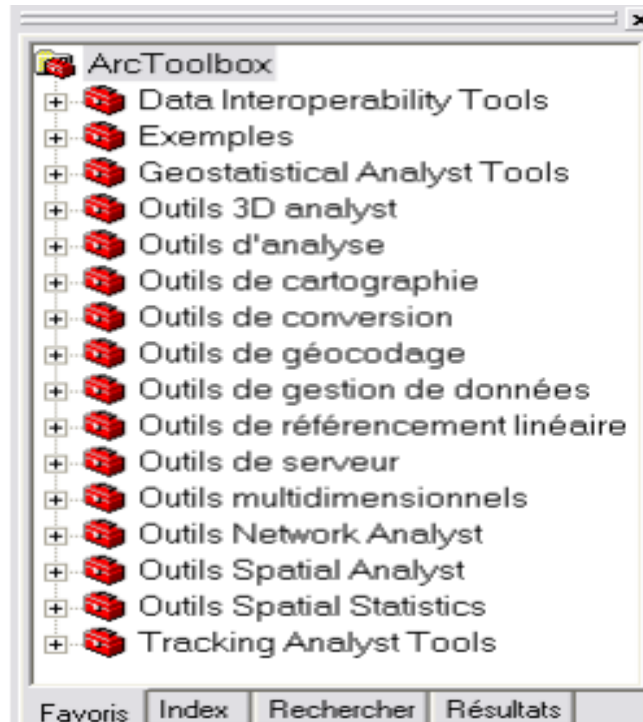 ArcToolbox
Data Interoperability Tools
Exemples
Geostatistical Analyst Tools
Outils 3D analyst
Outils d'analyse
Outils de cartographie
Outils de conversion
Outils de géocodage
Outils de gestion de données
Outils de référencement linéaire
Outils de serveur
Outils multidimensionnels
Outils Network Analyst
Outils Spatial Analyst
Outils Spatial Statistics
Tracking Analyst Tools
Favoris Index Rechercher Résultats